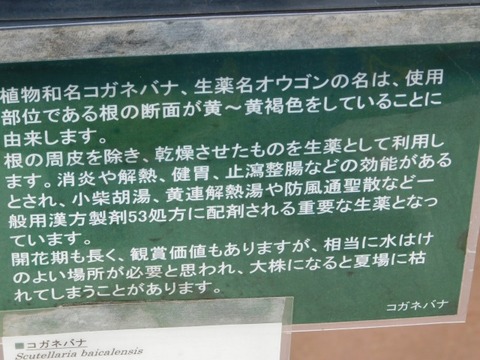 植物和名コガネバナ、生薬名オウゴンの名は、使用
部位である根の断面が黄～黄褐色をしていることに
由来します。
根の周皮を除き、乾燥させたものを生薬として利用し
ます。消炎や解熱、健胃、止瀉整腸などの効能がある
とされ、小柴胡湯、黄連解熱湯や防風通聖散など一
般用漢方製剤53処方に配剤される重要な生薬となっ
ています。
開花期も長く、観賞価値もありますが、相当に水はけ
のよい場所が必要と思われ、大株になると夏場に枯
れてしまうことがあります。
コガネバナ
■コガネバナ
Scutellaria baicalensis